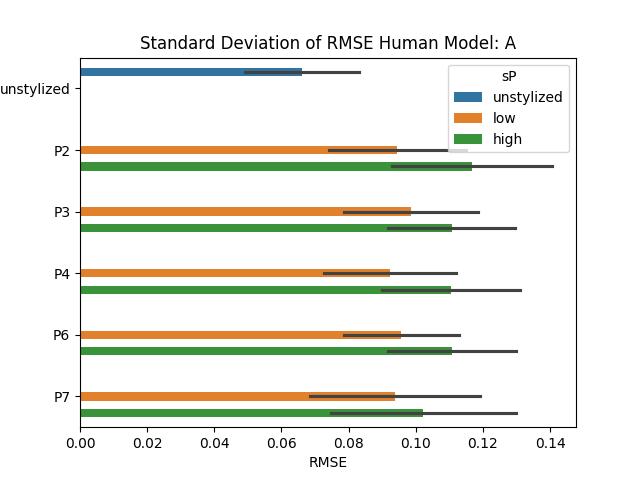 Standard Deviation of RMSE Human Model: A
sP
unstylized
low
high
unstylized
P2
P3
P4
P6
P7
0.00 0.02 0.04 0.06 0.08 0.10 0.12 0.14
RMSE